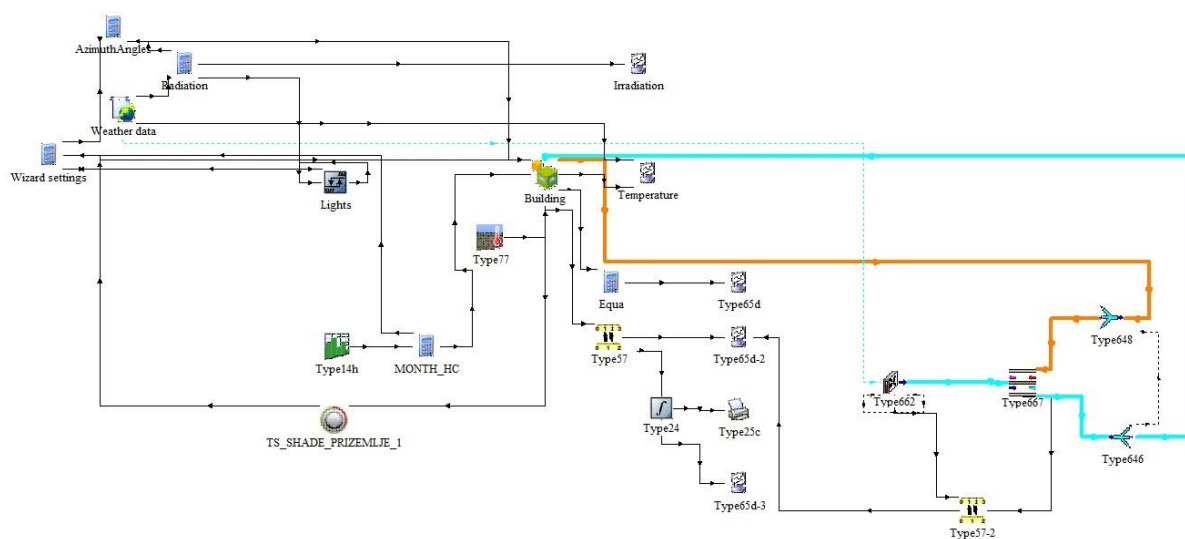 AzimuthAngles
Radiation
Irradiation
Weather data
Wizard settings
Lights
Building
Temperature
Type77
Equa
Type65d
Type648
Type14h
MONTH_HC
Type57
Type65d-2
Type662
Type667
TS_SHADE_PRIZEMLJE_1
Type24
Type25c
Type646
Type65d-3
Type57-2